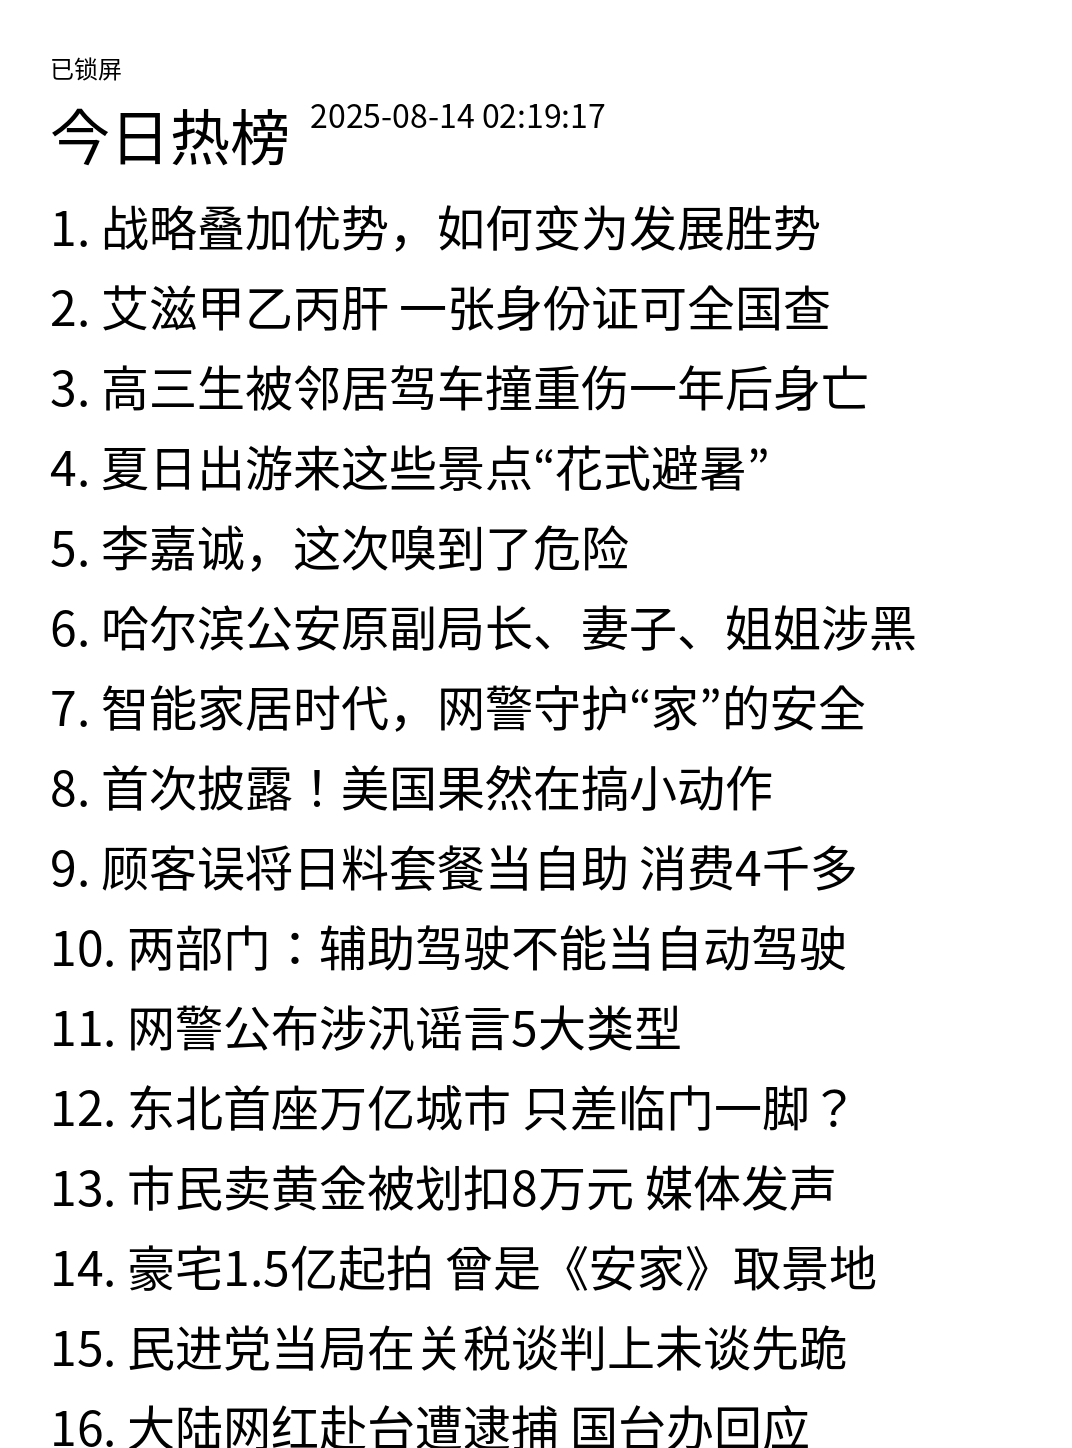 已锁屏
今日热榜 2025-08-14 02:19:17
1. 战略叠加优势，如何变为发展胜势
2. 艾滋甲乙丙肝 一张身份证可全国查
3. 高三生被邻居驾车撞重伤一年后身亡
4. 夏日出游来这些景点“花式避暑”
5. 李嘉诚，这次嗅到了危险
6. 哈尔滨公安原副局长、妻子、姐姐涉黑
7. 智能家居时代，网警守护“家”的安全
8. 首次披露！美国果然在搞小动作
9. 顾客误将日料套餐当自助 消费4千多
10. 两部门：辅助驾驶不能当自动驾驶
11. 网警公布涉汛谣言5大类型
12. 东北首座万亿城市 只差临门一脚？
13. 市民卖黄金被划扣8万元 媒体发声
14. 豪宅1.5亿起拍 曾是《安家》取景地
15. 民进党当局在关税谈判上未谈先跪
16. 大陆网红赴台遭逮捕 国台办回应